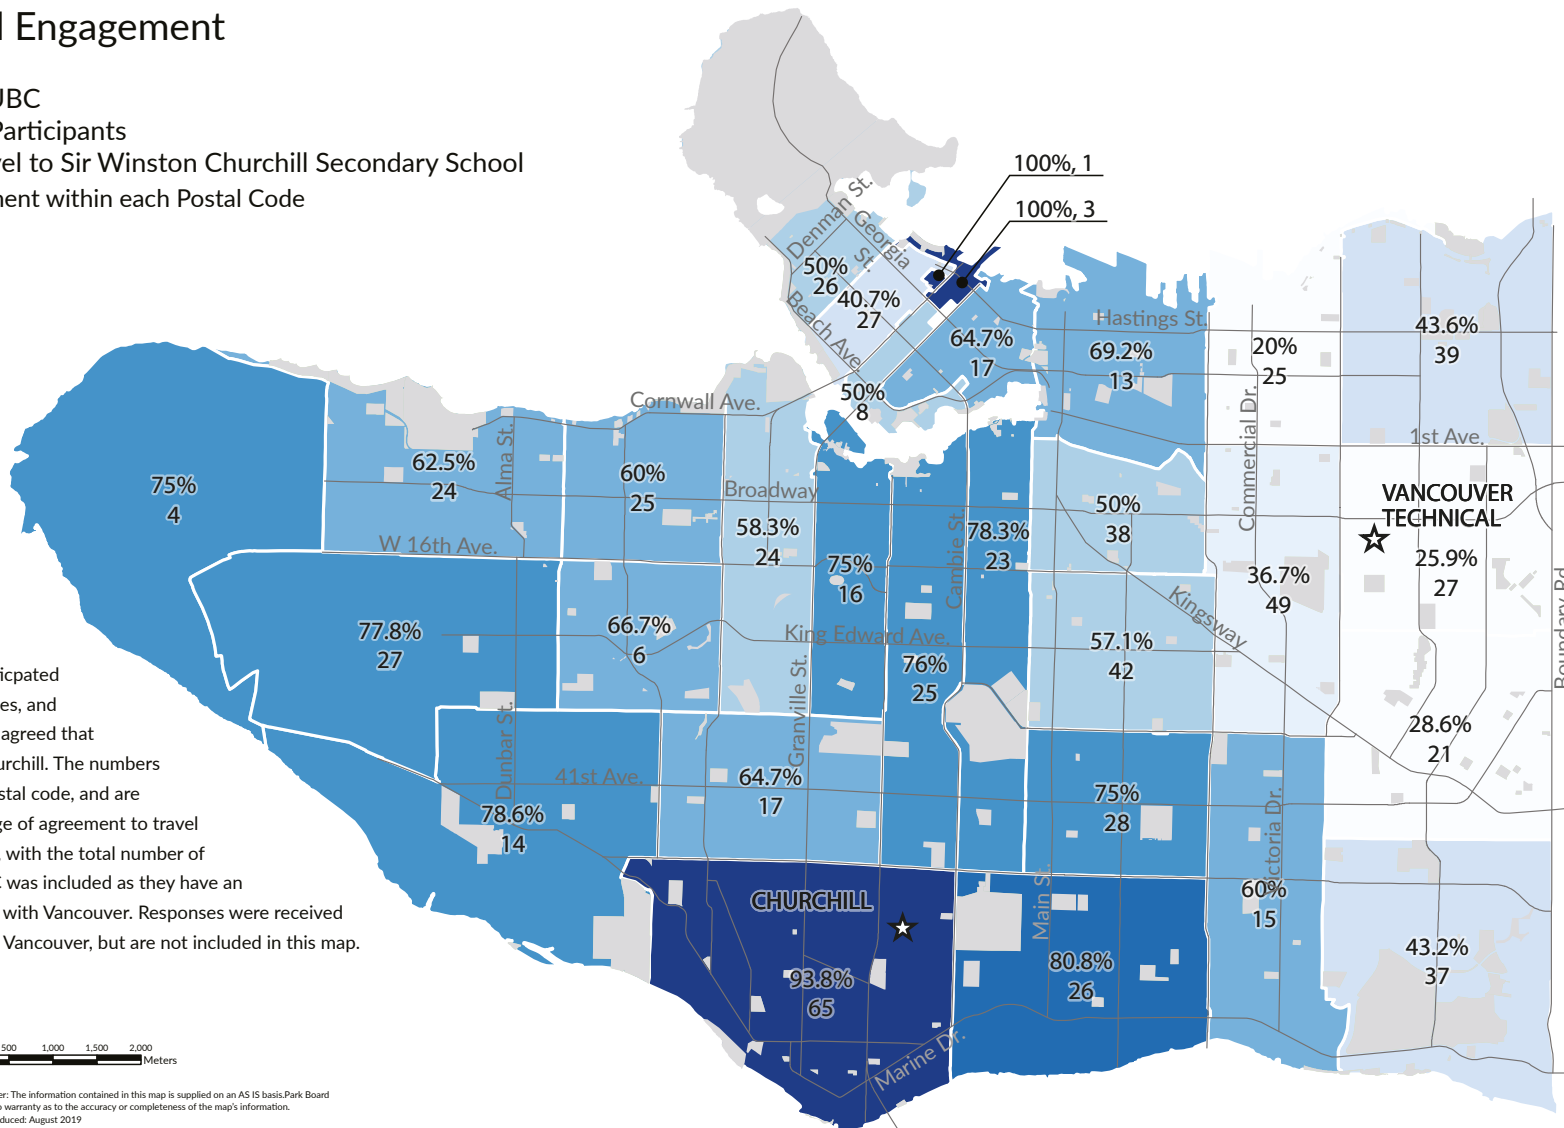 l Engagement
UBC
Participants
vel to Sir Winston Churchill Secondary School
ment within each Postal Code
100%, 1
100%, 3
Denman St.
Georgia
St.
50%
26
40.7%
27
Beach Ave.
64.7%
17
50%
8
Hastings St.
69.2%
13
20%
25
43.6%
39
Cornwall Ave.
1st Ave.
Commercial Dr.
75%
4
62.5%
24
Alma St.
60%
25
Broadway
58.3%
24
75%
16
Cambie St.
78.3%
23
50%
38
VANCOUVER
TECHNICAL
25.9%
27
Boundary Rd.
W 16th Ave.
36.7%
49
Kingsway
77.8%
27
66.7%
6
King Edward Ave.
76%
25
57.1%
42
28.6%
21
Granville St.
Dunbar St.
41st Ave.
64.7%
17
75%
28
78.6%
14
Victoria Dr.
60%
15
Main St.
CHURCHILL
93.8%
65
80.8%
26
43.2%
37
Marine Dr.
ticpated
es, and
agreed that
urchill. The numbers
stal code, and are
ge of agreement to travel
, with the total number of
C was included as they have an
with Vancouver. Responses were received
Vancouver, but are not included in this map.
500 1,000 1,500 2,000
Meters
er: The information contained in this map is supplied on an AS IS basis.Park Board
o warranty as to the accuracy or completeness of the map's information.
duced: August 2019